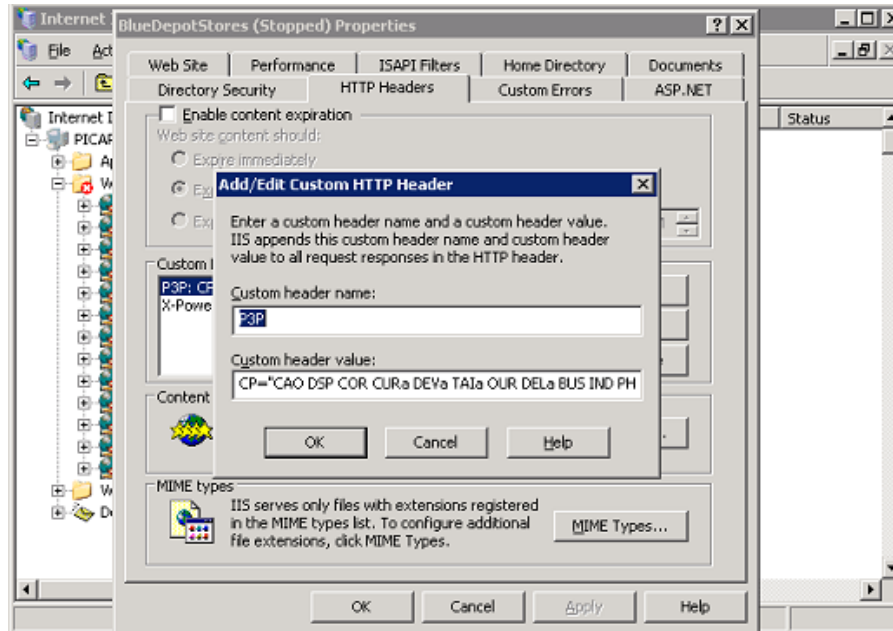 Internet
BlueDepotStores (Stopped) Properties
File
Web Site Performance ISAPI Filters Home Directory Documents
Directory Security HTTP Headers Custom Errors ASP.NET
Internet
Status
Enable content expiration
Web site content should:
Expire immediately
Add/Edit Custom HTTP Header
Enter a custom header name and a custom header value.
IIS appends this custom header name and custom header
value to all request responses in the HTTP header.
Custom
P3P:
X-Powe
Custom header name:
P3P
Custom header value:
CP="CAO DSP COR CURa DEVa TAIa OUR DELa BUS IND PH
Content
OK Cancel Help
MIME types
IIS serves only files with extensions registered
in the MIME types list. To configure additional
file extensions, click MIME Types.
MIME Types...
OK Cancel Apply Help